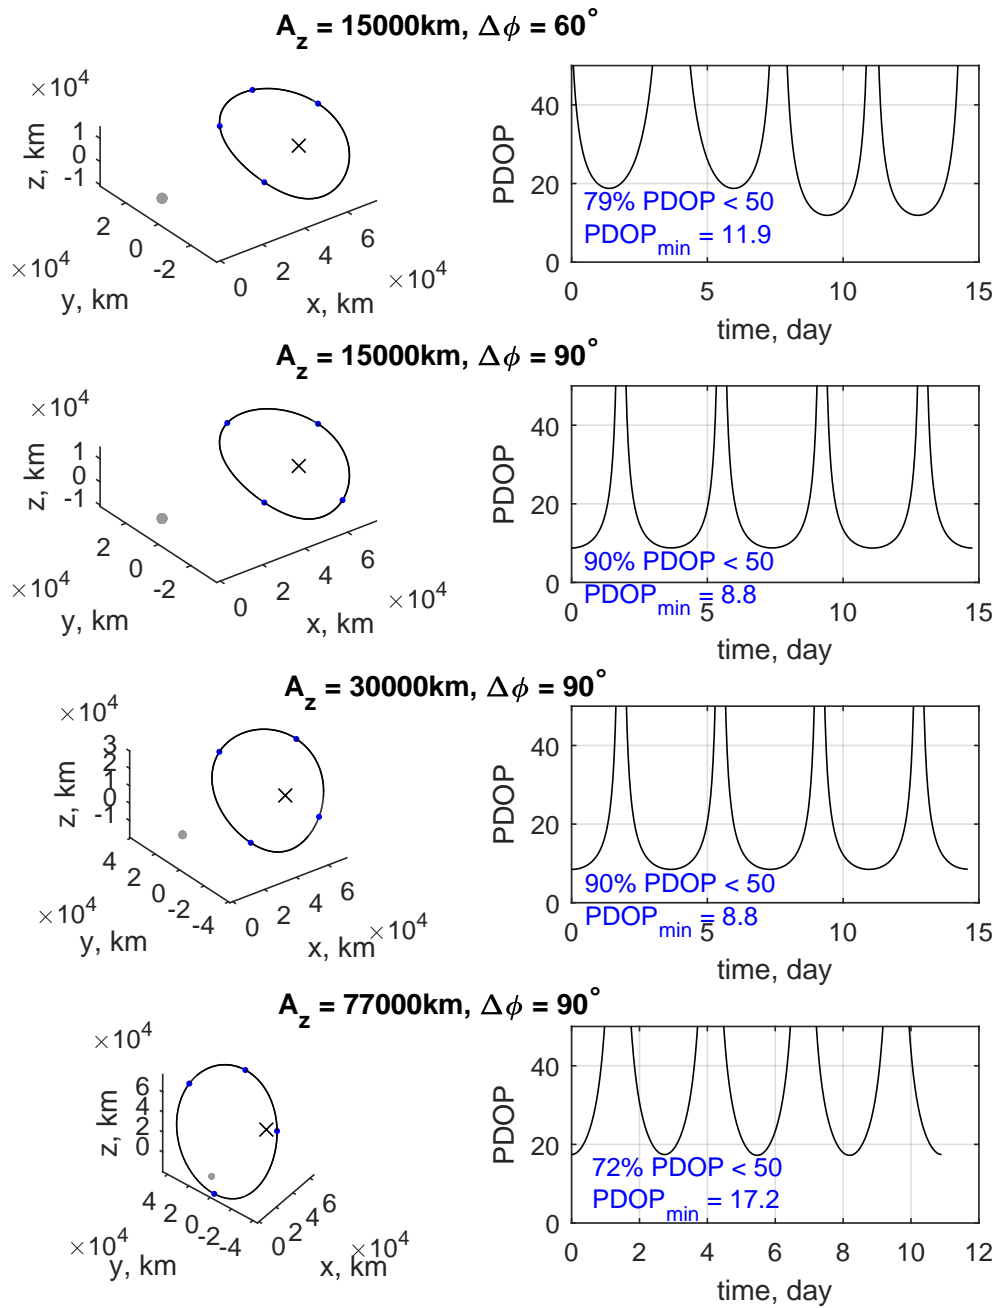 A_z = 15000km, Δϕ = 60°
×10^4
z, km
1
0
-1
2
0
-2
×10^4
y, km
0
2
4
6
×10^4
x, km
PDOP
40
20
0
79% PDOP < 50
PDOP_min = 11.9
0 5 10 15
time, day
A_z = 15000km, Δϕ = 90°
×10^4
z, km
1
0
-1
2
0
-2
×10^4
y, km
0
2
4
6
×10^4
x, km
PDOP
40
20
0
90% PDOP < 50
PDOP_min = 8.8
0 5 10 15
time, day
A_z = 30000km, Δϕ = 90°
×10^4
z, km
3
2
1
0
-1
4
2
0
-2
-4
×10^4
y, km
0
2
4
6
×10^4
x, km
PDOP
40
20
0
90% PDOP < 50
PDOP_min = 8.8
0 5 10 15
time, day
A_z = 77000km, Δϕ = 90°
×10^4
z, km
6
4
2
0
4
2
0
-2
-4
×10^4
y, km
0
2
4
6
×10^4
x, km
PDOP
40
20
0
72% PDOP < 50
PDOP_min = 17.2
0 2 4 6 8 10 12
time, day